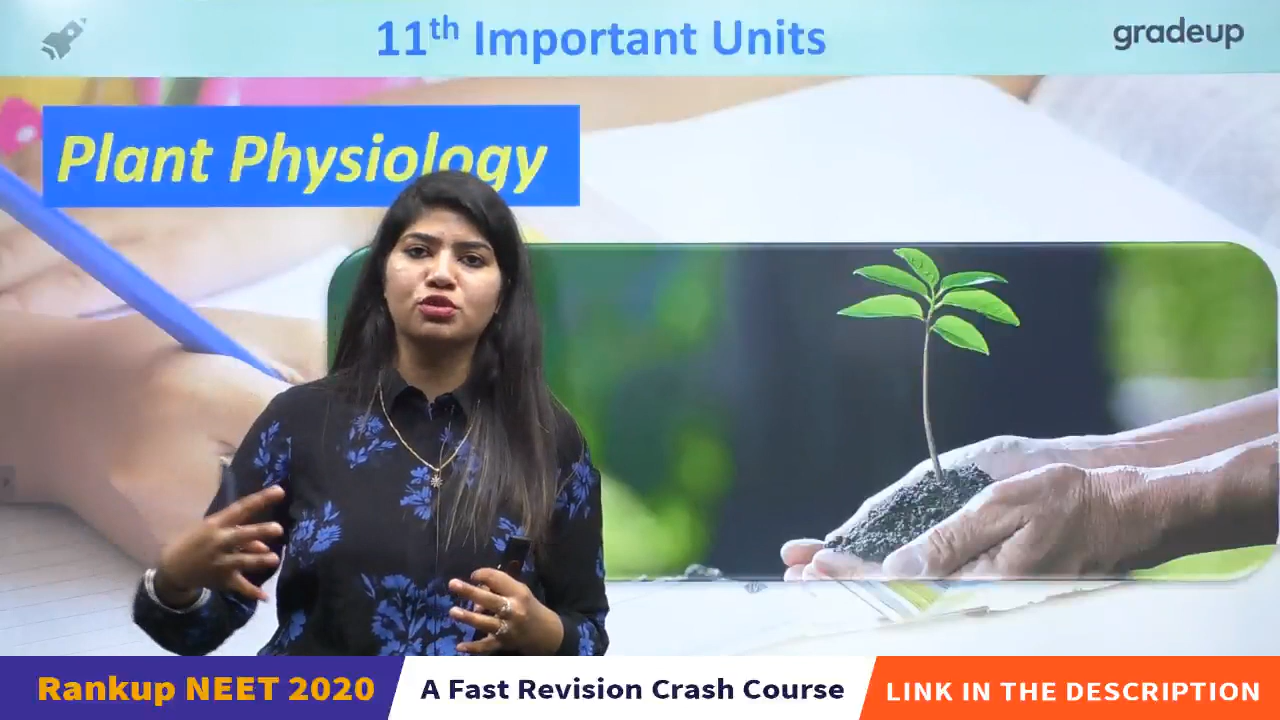 11th Important Units
gradeup
Plant Physiology
Rankup NEET 2020
A Fast Revision Crash Course
LINK IN THE DESCRIPTION